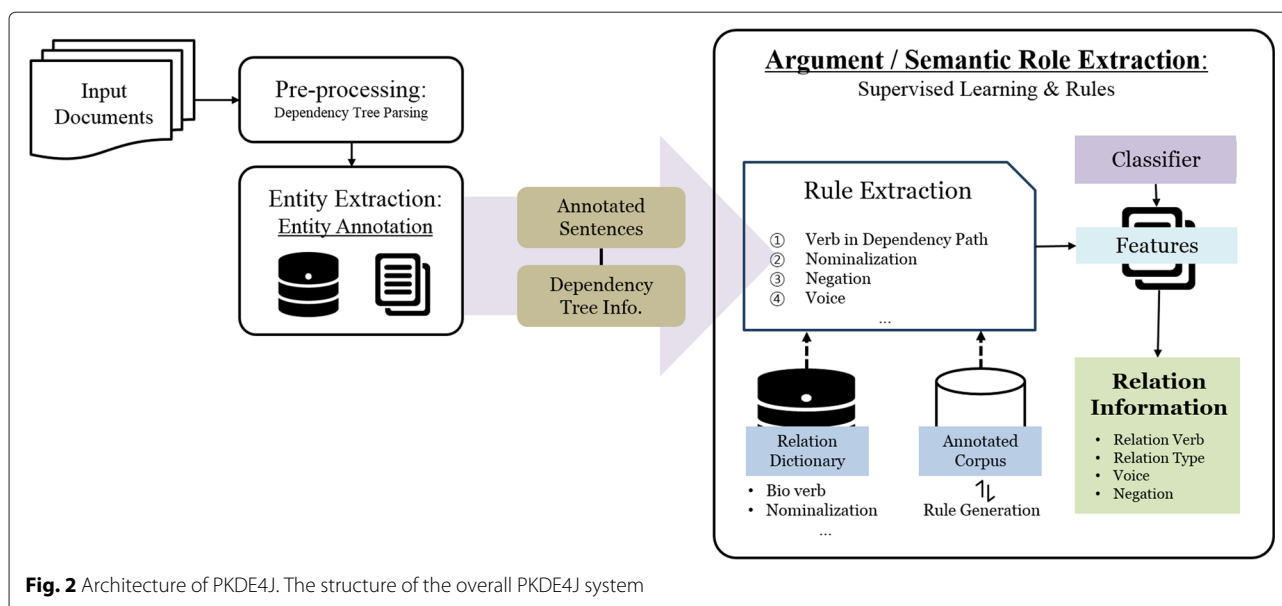 Input
Documents
Pre-processing:
Dependency Tree Parsing
Entity Extraction:
Entity Annotation
Annotated
Sentences
Dependency
Tree Info.
Argument / Semantic Role Extraction:
Supervised Learning & Rules
Rule Extraction
① Verb in Dependency Path
② Nominalization
③ Negation
④ Voice
...
Relation
Dictionary
• Bio verb
• Nominalization
...
Annotated
Corpus
Rule Generation
Classifier
Features
Relation
Information
• Relation Verb
• Relation Type
• Voice
• Negation
Fig. 2 Architecture of PKDE4J. The structure of the overall PKDE4J system